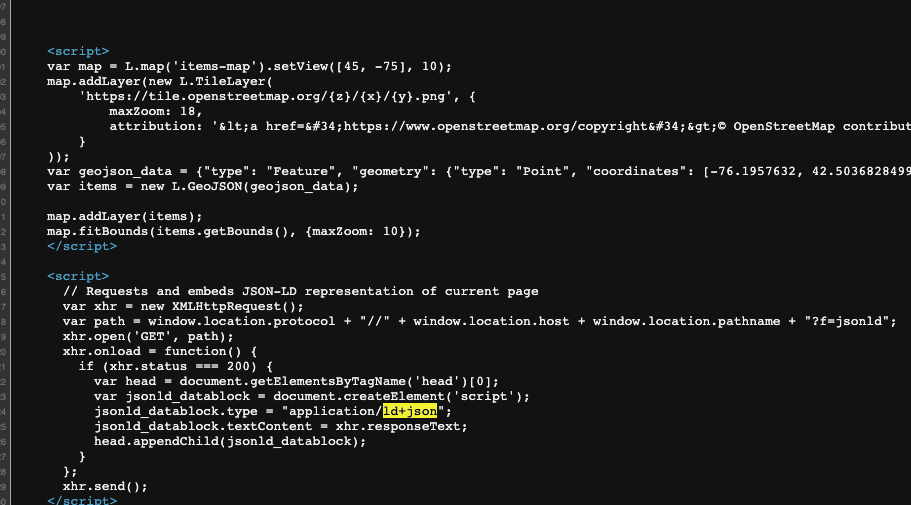 <script>
var map = L.map('items-map').setView([45, -75], 10);
map.addLayer(new L.TileLayer(
'https://tile.openstreetmap.org/{z}/{x}/{y}.png', {
maxZoom: 18,
attribution: '&lt;a href=&#34;https://www.openstreetmap.org/copyright&#34;&gt;© OpenStreetMap contribut
}
));
var geojson_data = {"type": "Feature", "geometry": {"type": "Point", "coordinates": [-76.1957632, 42.5036828499
var items = new L.GeoJSON(geojson_data);
map.addLayer(items);
map.fitBounds(items.getBounds(), {maxZoom: 10});
</script>
<script>
// Requests and embeds JSON-LD representation of current page
var xhr = new XMLHttpRequest();
var path = window.location.protocol + "//" + window.location.host + window.location.pathname + "?f=jsonld";
xhr.open('GET', path);
xhr.onload = function() {
if (xhr.status === 200) {
var head = document.getElementsByTagName('head')[0];
var jsonld_datablock = document.createElement('script');
jsonld_datablock.type = "application/ld+json";
jsonld_datablock.textContent = xhr.responseText;
head.appendChild(jsonld_datablock);
}
};
xhr.send();
</script>